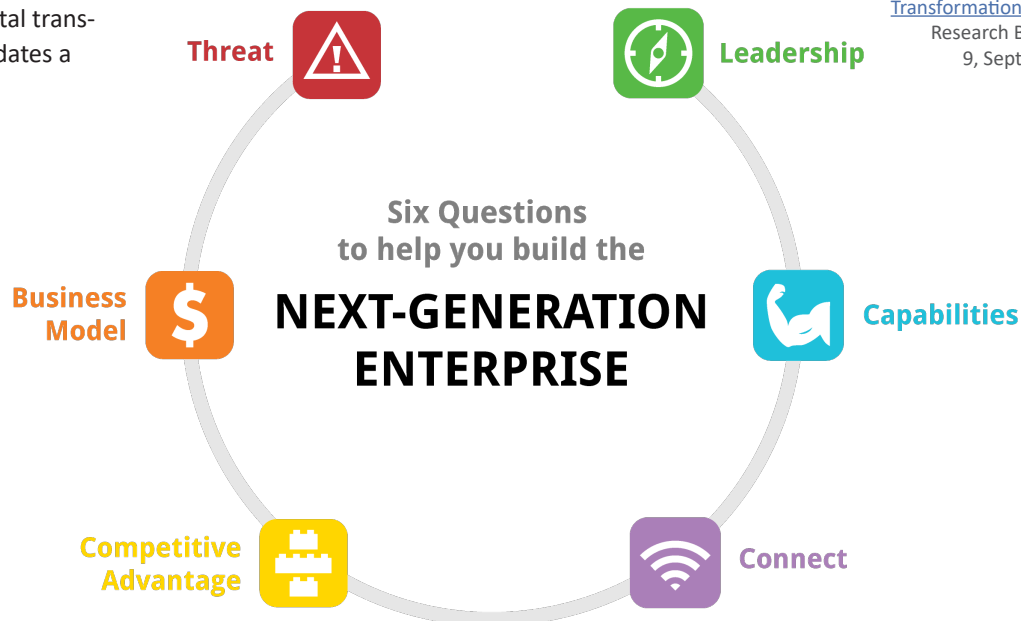 tal trans-
dates a
Transformation
Research B
9, Sept
Threat
Leadership
Six Questions
to help you build the
NEXT-GENERATION
ENTERPRISE
Business
Model
Capabilities
Competitive
Advantage
Connect